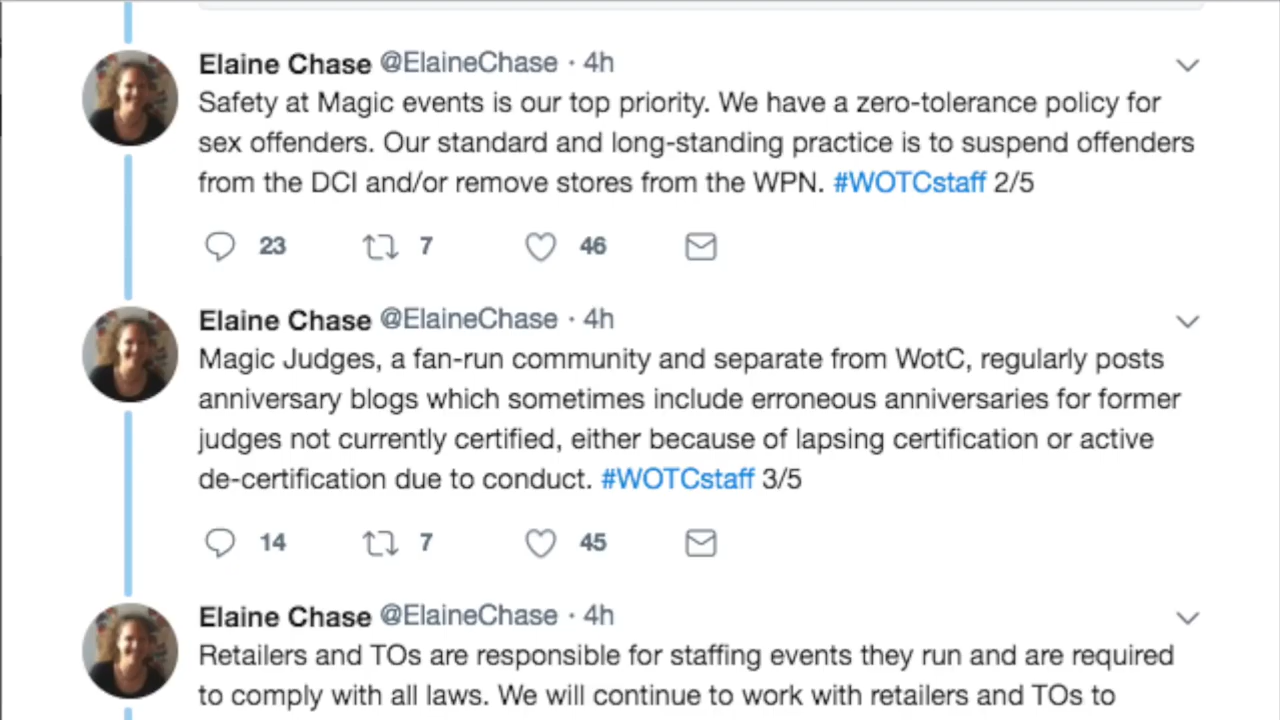 Elaine Chase @ElaineChase · 4h
Safety at Magic events is our top priority. We have a zero-tolerance policy for
sex offenders. Our standard and long-standing practice is to suspend offenders
from the DCI and/or remove stores from the WPN. #WOTCstaff 2/5
23 7 46
Elaine Chase @ElaineChase · 4h
Magic Judges, a fan-run community and separate from WotC, regularly posts
anniversary blogs which sometimes include erroneous anniversaries for former
judges not currently certified, either because of lapsing certification or active
de-certification due to conduct. #WOTCstaff 3/5
14 7 45
Elaine Chase @ElaineChase · 4h
Retailers and TOs are responsible for staffing events they run and are required
to comply with all laws. We will continue to work with retailers and TOs to